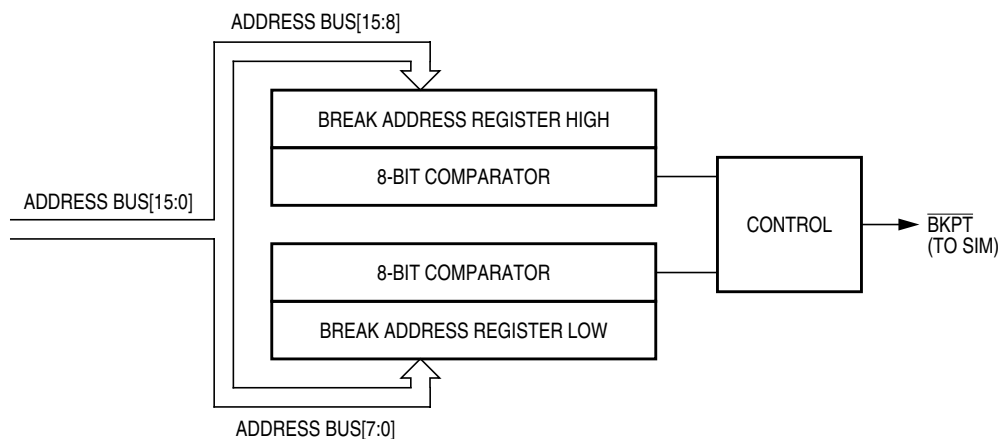 ADDRESS BUS[15:8]
BREAK ADDRESS REGISTER HIGH
8-BIT COMPARATOR
ADDRESS BUS[15:0]
CONTROL
BKPT
(TO SIM)
8-BIT COMPARATOR
BREAK ADDRESS REGISTER LOW
ADDRESS BUS[7:0]